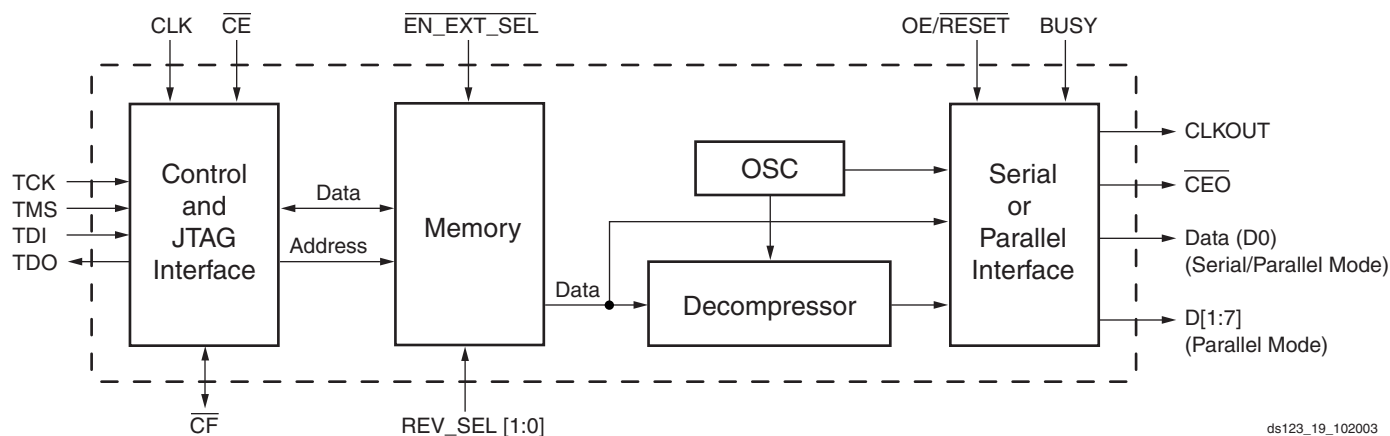 CLK
CE
EN_EXT_SEL
OE/RESET
BUSY
TCK
TMS
TDI
TDO
Control
and
JTAG
Interface
Data
Address
Memory
Data
OSC
Decompressor
Serial
or
Parallel
Interface
CLKOUT
CEO
Data (D0)
(Serial/Parallel Mode)
D[1:7]
(Parallel Mode)
CF
REV_SEL [1:0]
ds123_19_102003